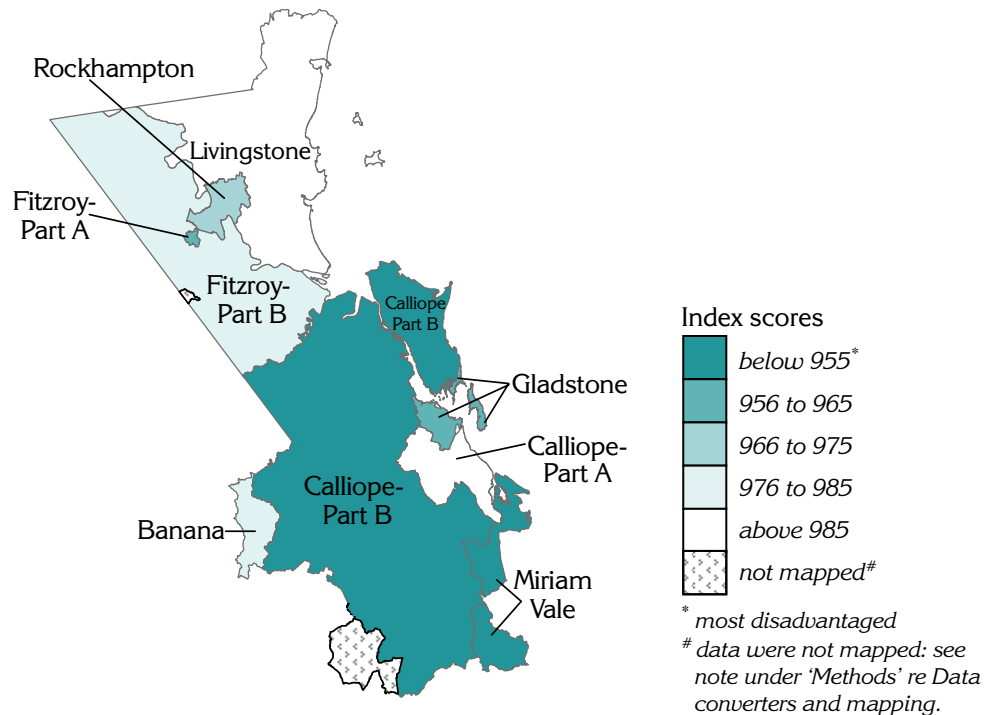 Rockhampton
Livingstone
Fitzroy-
Part A
Fitzroy-
Part B
Calliope
Part B
Gladstone
Calliope-
Part A
Calliope-
Part B
Banana
Miriam
Vale
Index scores
below 955*
956 to 965
966 to 975
976 to 985
above 985
not mapped#
* most disadvantaged
# data were not mapped: see
note under ‘Methods’ re Data
converters and mapping.